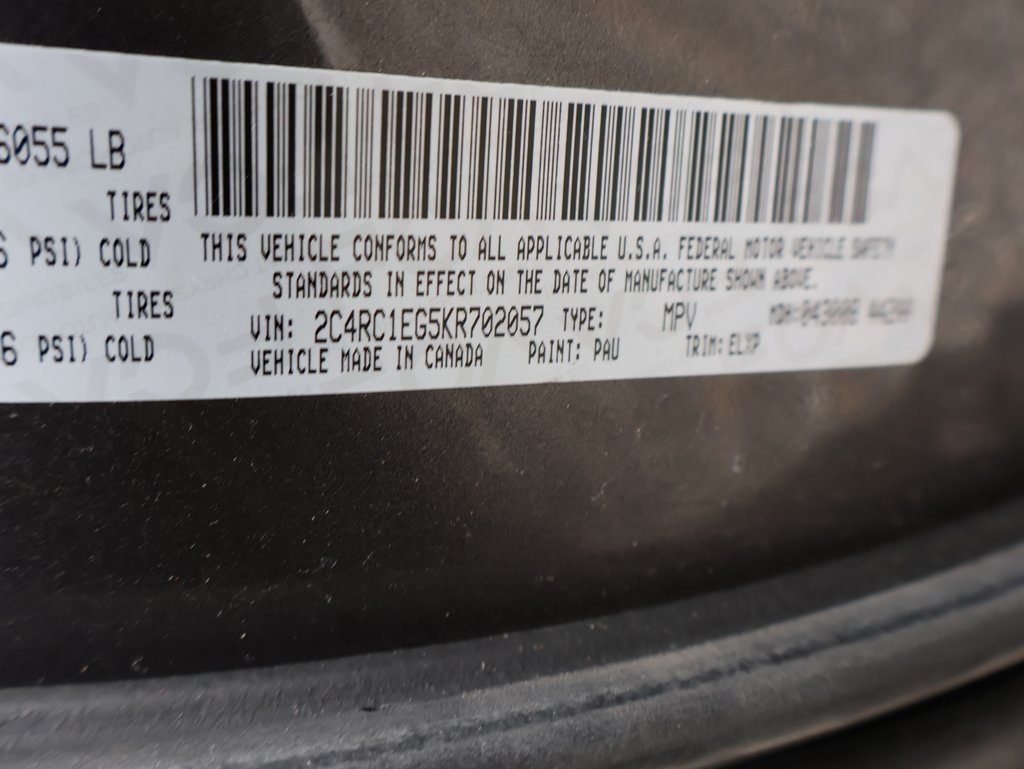 6055 LB
TIRES
6 PSI) COLD
TIRES
6 PSI) COLD
THIS VEHICLE CONFORMS TO ALL APPLICABLE U.S.A. FEDERAL MOTOR VEHICLE SAFETY
STANDARDS IN EFFECT ON THE DATE OF MANUFACTURE SHOWN ABOVE.
VIN: 2C4RC1EG5KR702057 TYPE: MPV MDH:
VEHICLE MADE IN CANADA PAINT: PAU TRIM: ELXP